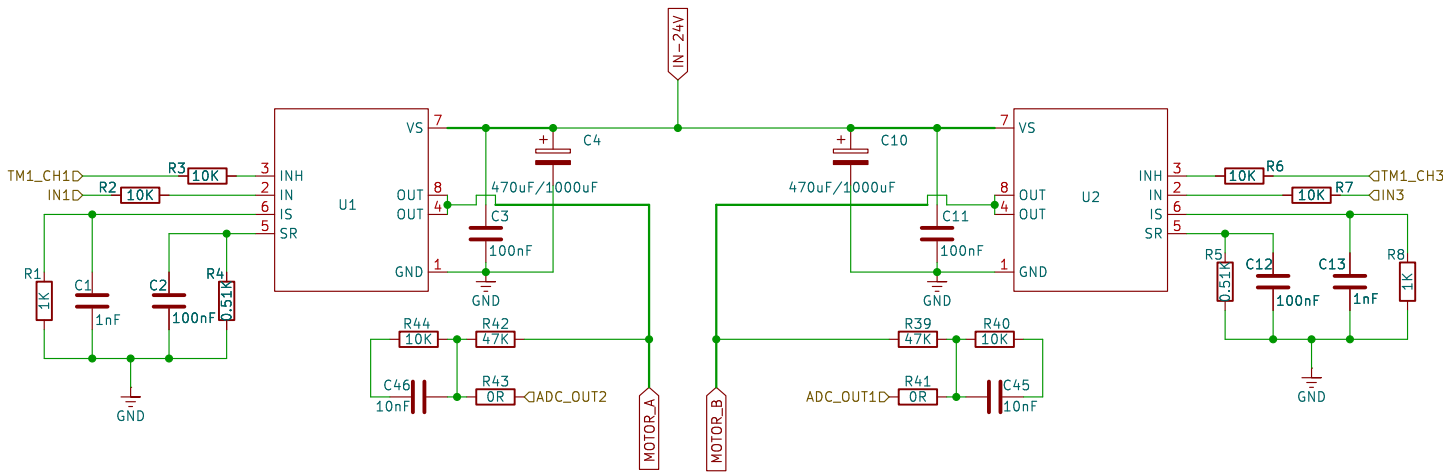 IN-24V
VS 7
C4
C10
7 VS
TM1_CH1
R3
10K
3 INH
470uF/1000uF
470uF/1000uF
INH 3
R6
10K
TM1_CH3
IN1
R2
10K
2 IN
OUT 8
8 OUT
IN 2
10K
R7
IN3
6 IS
U1
OUT 4
C3
C11
4 OUT
U2
IS 6
5 SR
100nF
100nF
SR 5
R1
1K
C1
1nF
C2
100nF
R4
0.51K
GND 1
1 GND
R5
0.51K
C12
100nF
C13
1nF
R8
1K
GND
GND
R44
10K
R42
47K
R39
47K
R40
10K
C46
10nF
R43
0R
ADC_OUT2
MOTOR_A
MOTOR_B
ADC_OUT1
R41
0R
C45
10nF
GND
GND